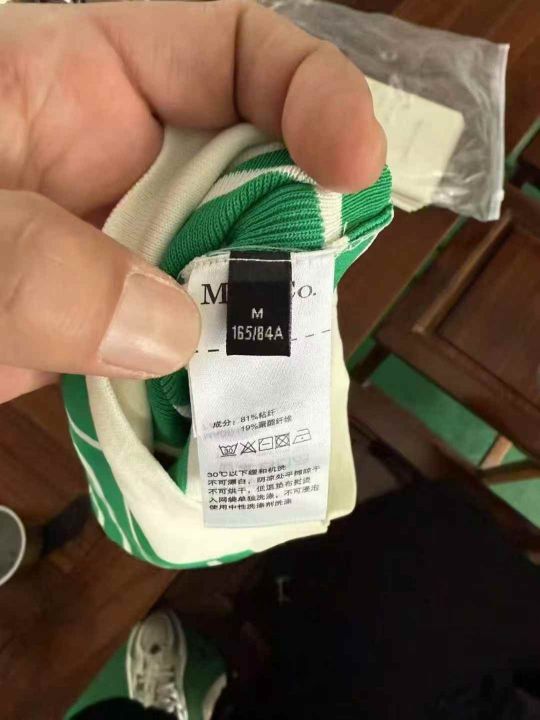 M Co.
M
165/84A
成分：81%粘纤
19%聚酯纤维
30℃以下缓和机洗
不可漂白，阴凉处平摊晾干
不可烘干，低温垫布熨烫
入网袋单独洗涤，不可浸泡
使用中性洗涤剂洗涤